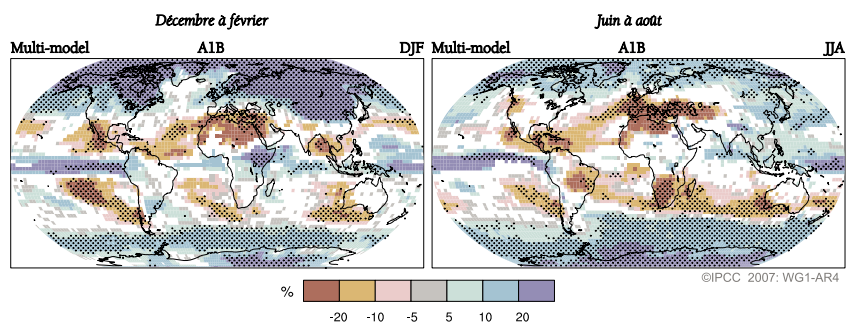 Décembre à février
Juin à août
Multi-model A1B DJF
Multi-model A1B JJA
©IPCC 2007: WG1-AR4
%
-20 -10 -5 5 10 20